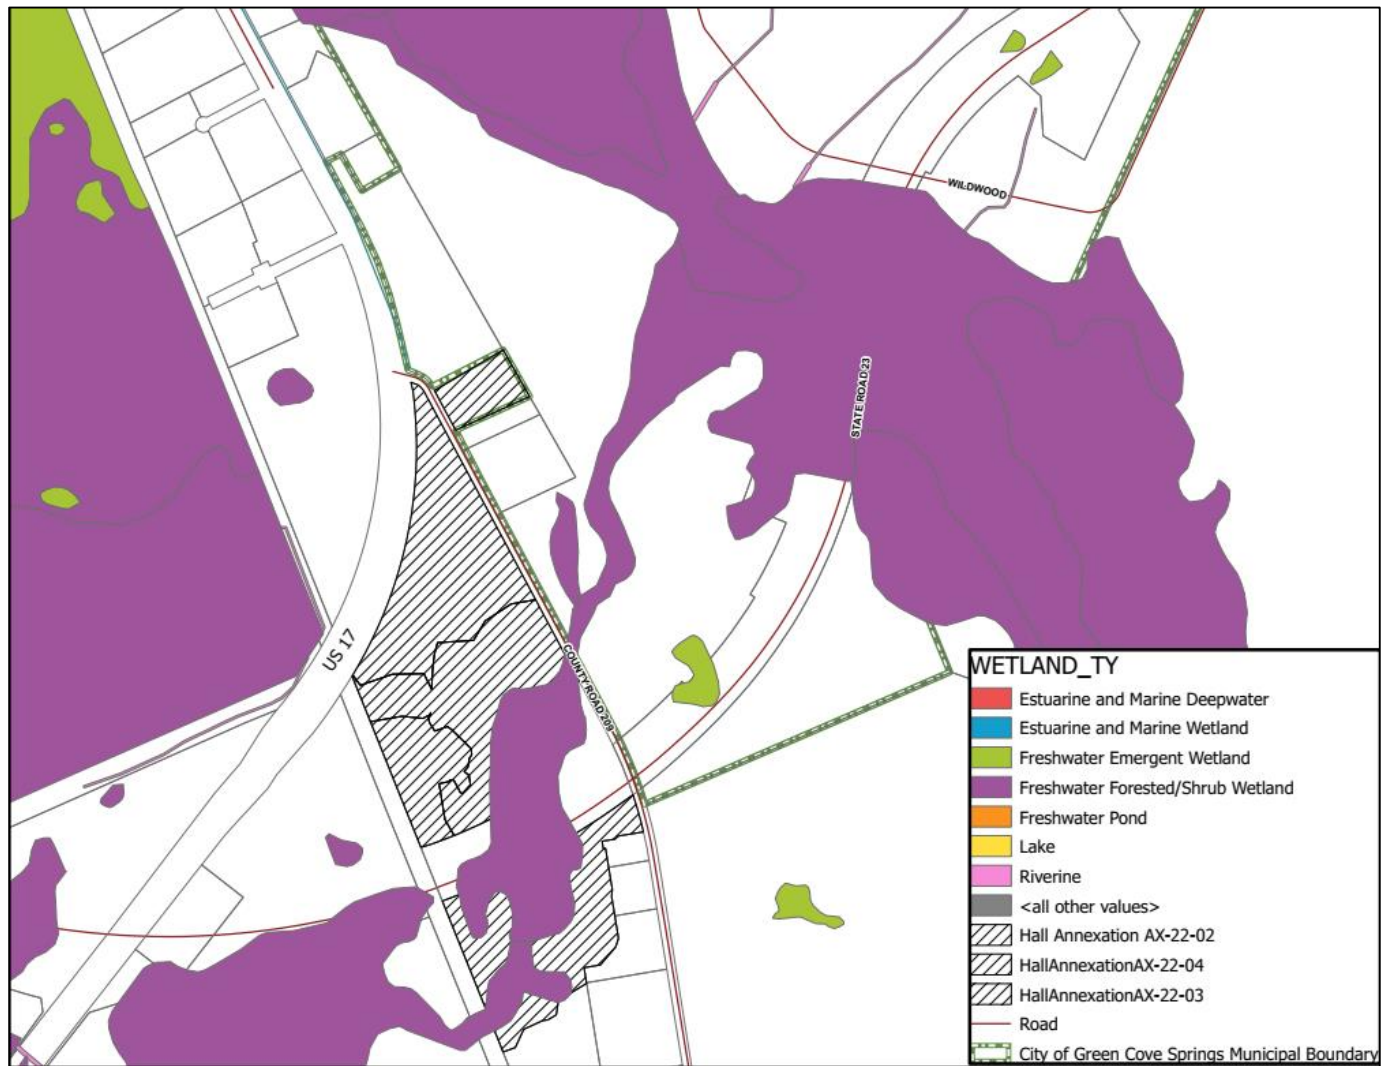 WILDWOOD
STATE ROAD 23
US 17
COUNTY ROAD 209
WETLAND_TY
Estuarine and Marine Deepwater
Estuarine and Marine Wetland
Freshwater Emergent Wetland
Freshwater Forested/Shrub Wetland
Freshwater Pond
Lake
Riverine
<all other values>
Hall Annexation AX-22-02
HallAnnexationAX-22-04
HallAnnexationAX-22-03
Road
City of Green Cove Springs Municipal Boundary